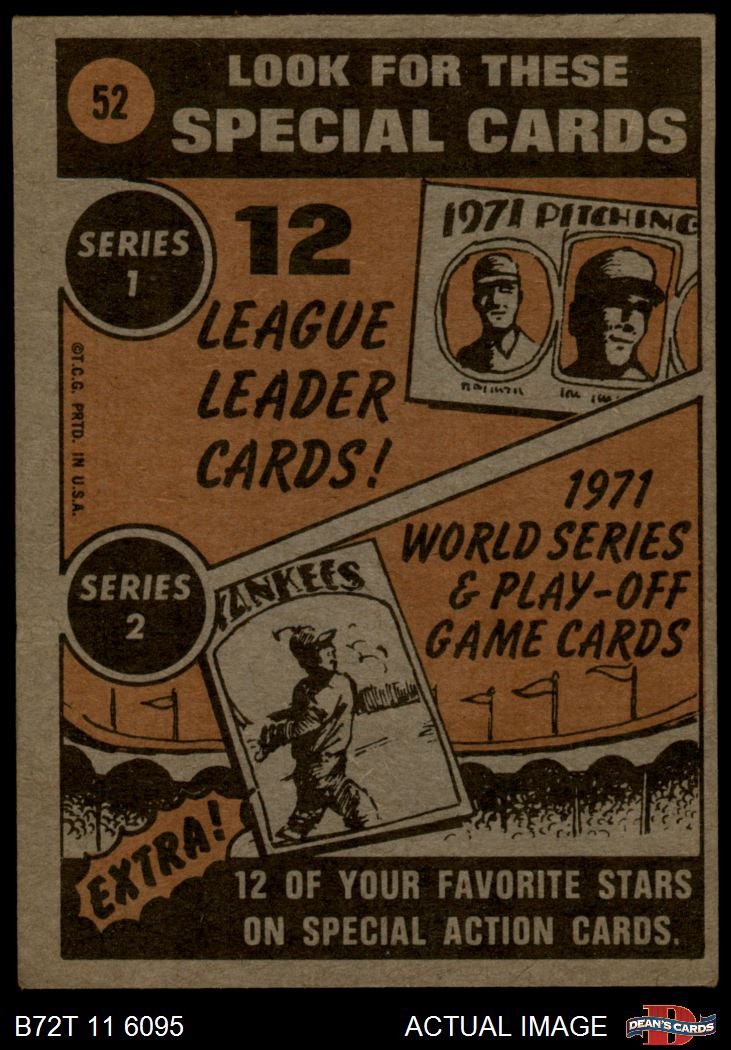 52
LOOK FOR THESE
SPECIAL CARDS
SERIES
1
12
LEAGUE
LEADER
CARDS!
1971 PITCHING
©T.C.G. PRTD. IN U.S.A.
1971
WORLD SERIES
& PLAY-OFF
GAME CARDS
SERIES
2
YANKEES
EXTRA!
12 OF YOUR FAVORITE STARS
ON SPECIAL ACTION CARDS.
B72T 11 6095
ACTUAL IMAGE
D
DEAN'S CARDS